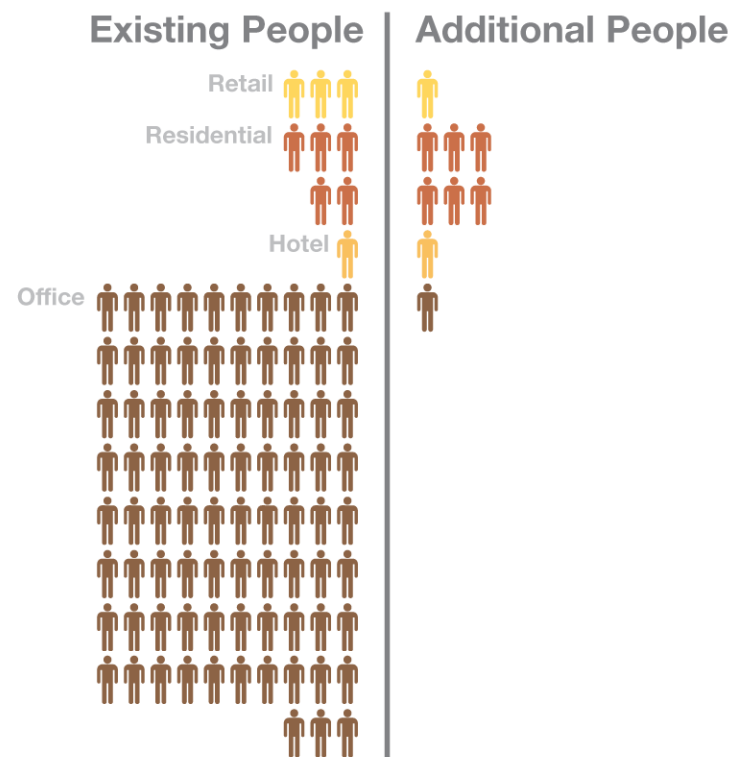 Existing People
Additional People
Retail
Residential
Hotel
Office